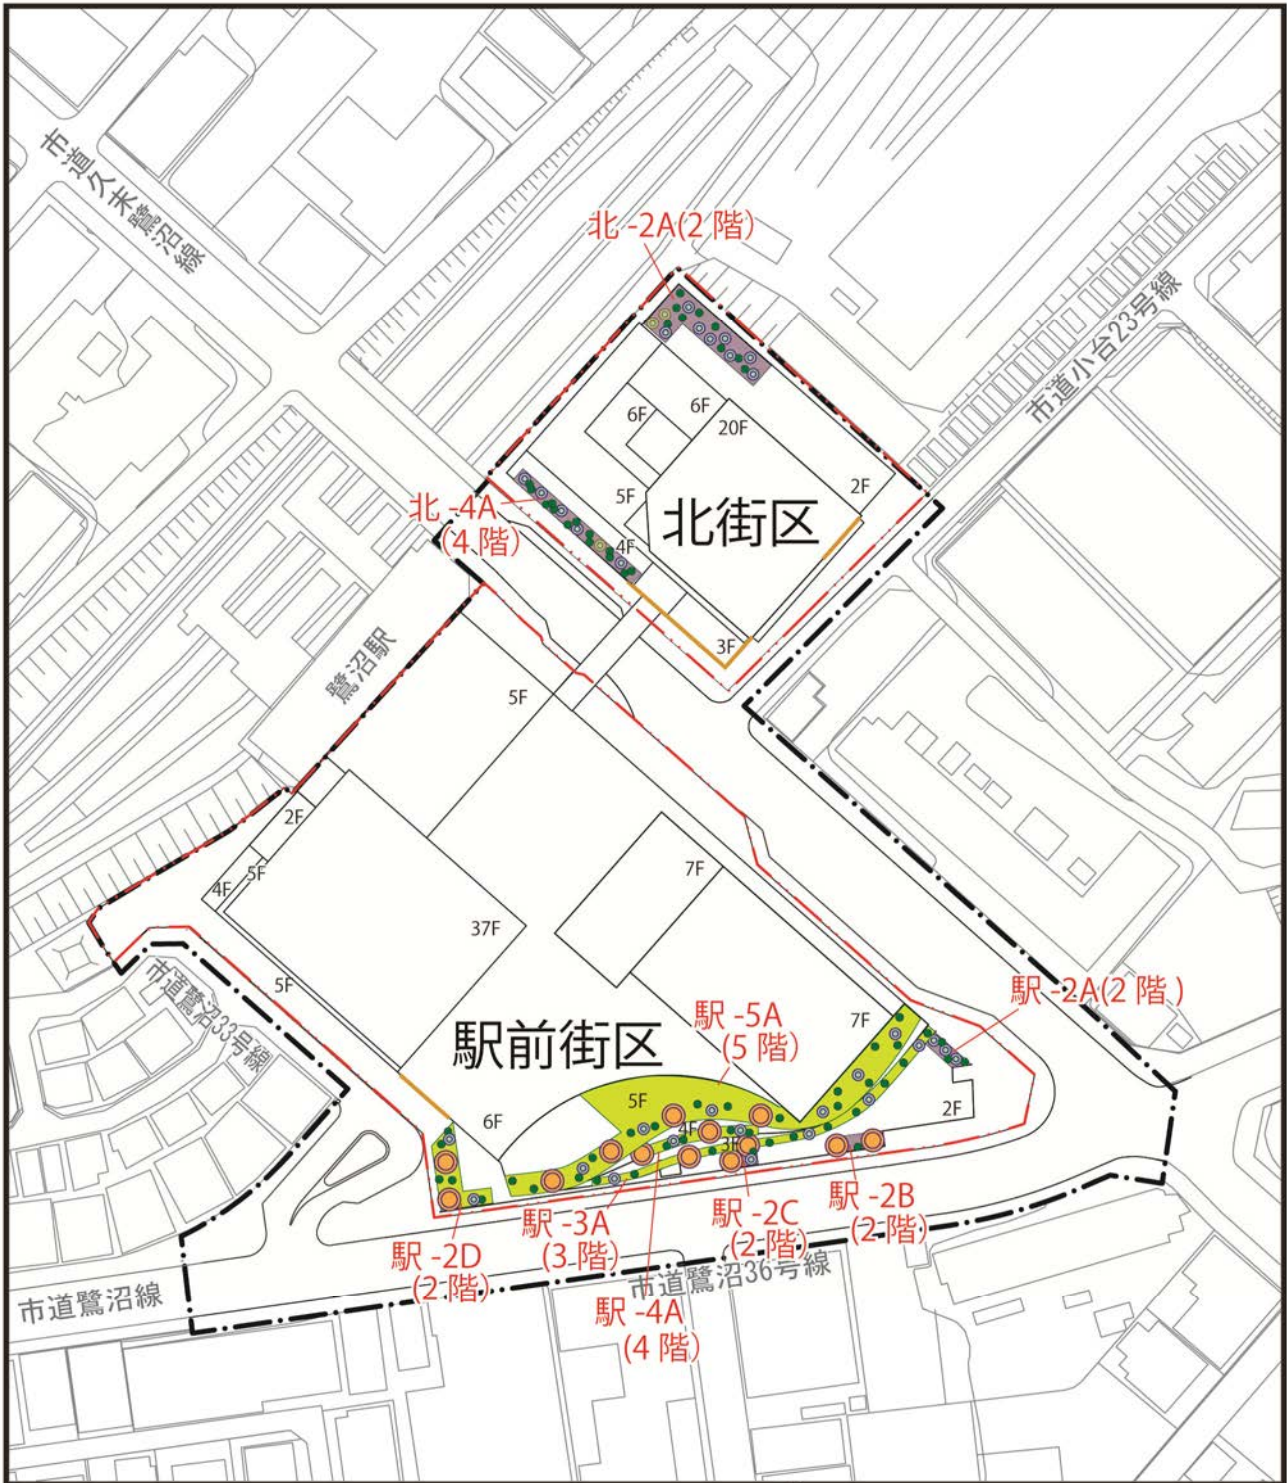 市道久末鷺沼線
北-2A(2階)
市道小台23号線
6F
6F
20F
2F
5F
北街区
北-4A
(4階)
4F
3F
鷺沼駅
5F
2F
5F
4F
7F
37F
5F
市道鷺沼33号線
駅前街区
駅-5A
(5階)
7F
駅-2A(2階)
5F
6F
4F
3F
2F
駅-2D
(2階)
駅-3A
(3階)
駅-2C
(2階)
駅-2B
(2階)
駅-4A
(4階)
市道鷺沼線
市道鷺沼36号線